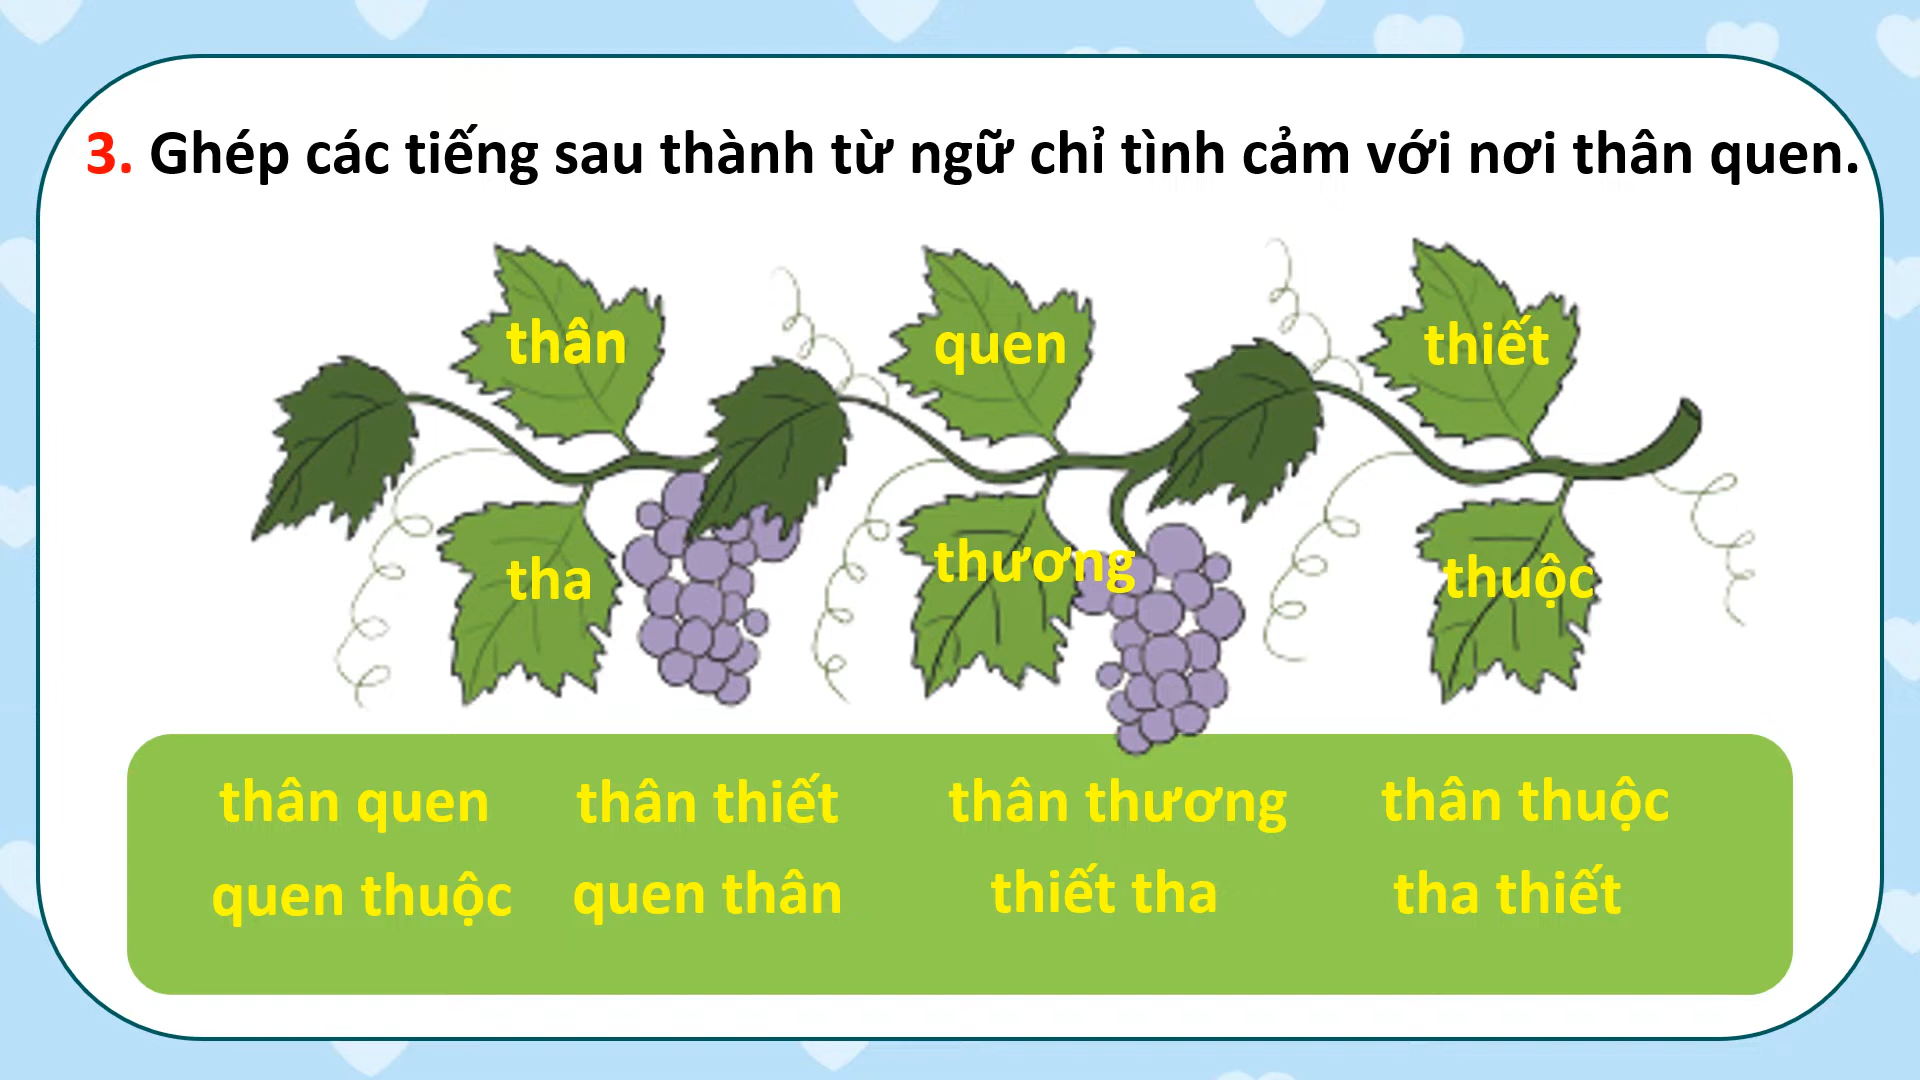 3. Ghép các tiếng sau thành từ ngữ chỉ tình cảm với nơi thân quen.
thân quen thiết
tha thương thuộc
thân quen thân thiết thân thương thân thuộc
quen thuộc quen thân thiết tha tha thiết